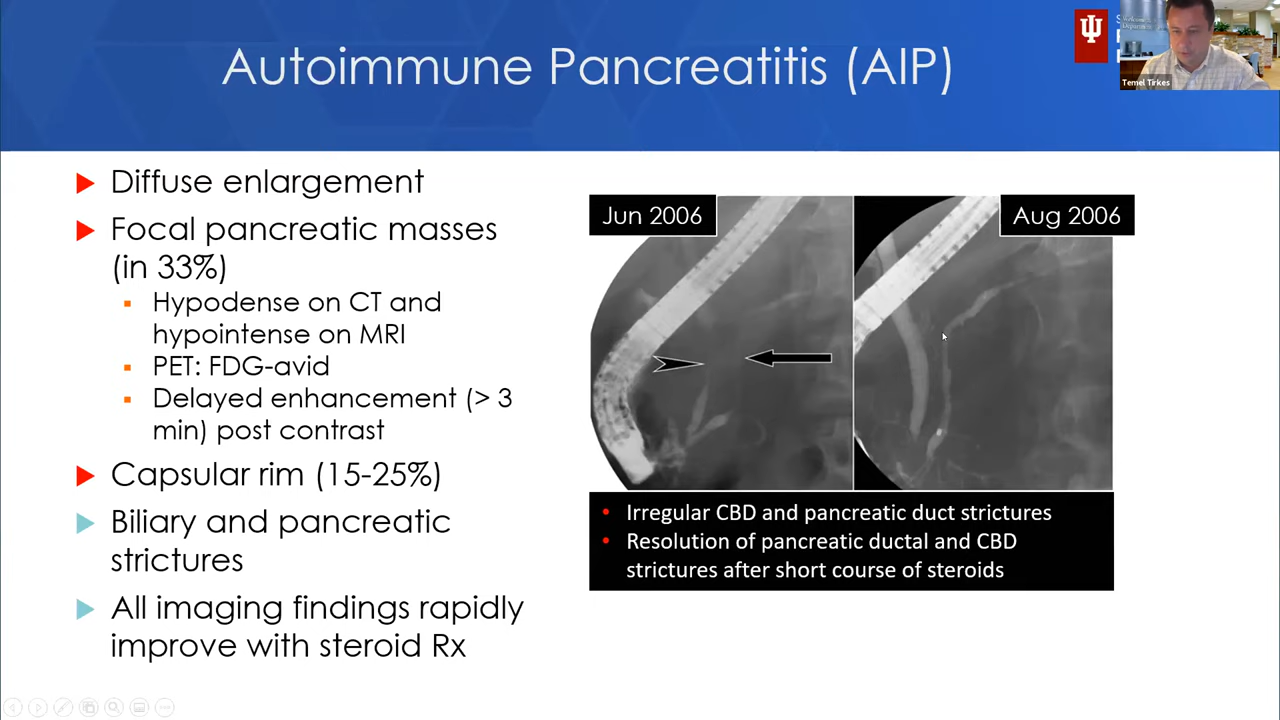 Autoimmune Pancreatitis (AIP)
Temel Tirkes
Diffuse enlargement
Focal pancreatic masses
(in 33%)
Hypodense on CT and
hypointense on MRI
PET: FDG-avid
Delayed enhancement (> 3
min) post contrast
Capsular rim (15-25%)
Biliary and pancreatic
strictures
All imaging findings rapidly
improve with steroid Rx
Jun 2006
Aug 2006
Irregular CBD and pancreatic duct strictures
Resolution of pancreatic ductal and CBD
strictures after short course of steroids